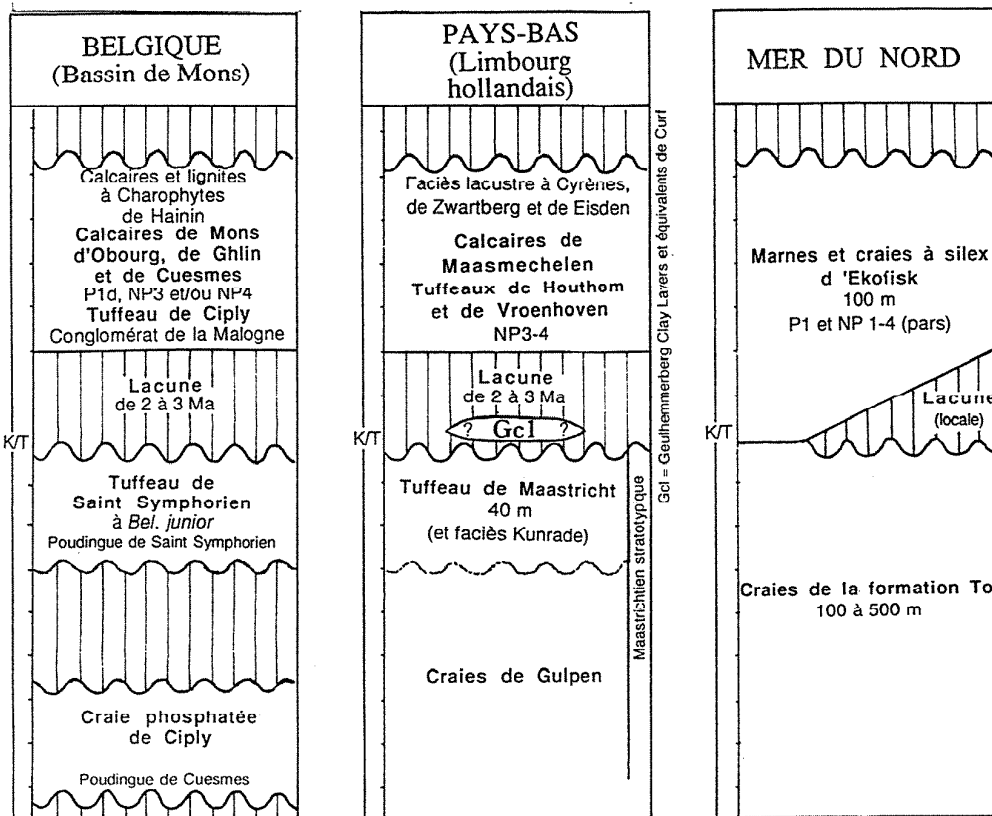 BELGIQUE
(Bassin de Mons)
Calcaires et lignites
à Charophytes
de Hainin
Calcaires de Mons
d'Obourg, de Ghlin
et de Cuesmes
P1d, NP3 et/ou NP4
Tuffeau de Ciply
Conglomérat de la Malogne
Lacune
de 2 à 3 Ma
K/T
Tuffeau de
Saint Symphorien
à Bel. junior
Poudingue de Saint Symphorien
Craie phosphatée
de Ciply
Poudingue de Cuesmes
PAYS-BAS
(Limbourg
hollandais)
Faciès lacustre à Cyrènes,
de Zwartberg et de Eisden
Calcaires de
Maasmechelen
Tuffeaux de Houthom
et de Vroenhoven
NP3-4
Lacune
de 2 à 3 Ma
? Gcl ?
K/T
Tuffeau de Maastricht
40 m
(et faciès Kunrade)
Craies de Gulpen
Maastrichtien stratotypique
Gcl = Geulhemmerberg Clay Layers et équivalents de Curf
MER DU NORD
Marnes et craies à silex
d 'Ekofisk
100 m
P1 et NP 1-4 (pars)
Lacune
(locale)
K/T
Craies de la formation To
100 à 500 m